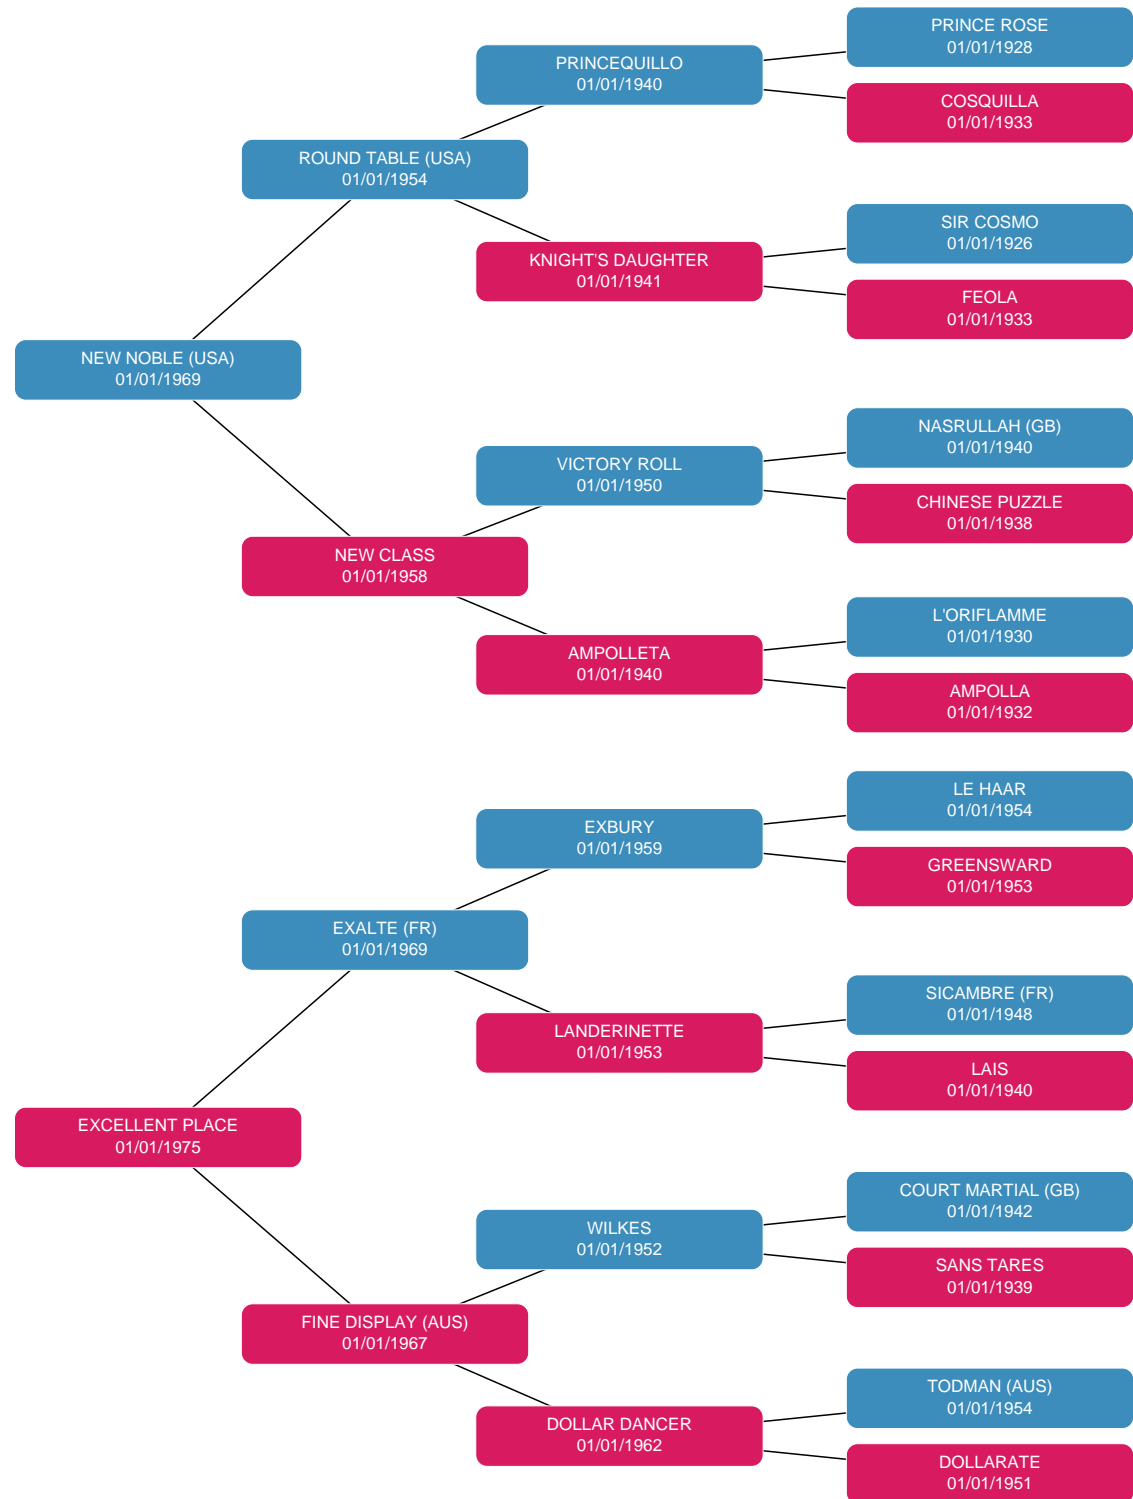 PRINCE ROSE
01/01/1928
PRINCEQUILLO
01/01/1940
COSQUILLA
01/01/1933
ROUND TABLE (USA)
01/01/1954
SIR COSMO
01/01/1926
KNIGHT'S DAUGHTER
01/01/1941
FEOLA
01/01/1933
NEW NOBLE (USA)
01/01/1969
NASRULLAH (GB)
01/01/1940
VICTORY ROLL
01/01/1950
CHINESE PUZZLE
01/01/1938
NEW CLASS
01/01/1958
L'ORIFLAMME
01/01/1930
AMPOLLETA
01/01/1940
AMPOLLA
01/01/1932
LE HAAR
01/01/1954
EXBURY
01/01/1959
GREENSWARD
01/01/1953
EXALTE (FR)
01/01/1969
SICAMBRE (FR)
01/01/1948
LANDERINETTE
01/01/1953
LAIS
01/01/1940
EXCELLENT PLACE
01/01/1975
COURT MARTIAL (GB)
01/01/1942
WILKES
01/01/1952
SANS TARES
01/01/1939
FINE DISPLAY (AUS)
01/01/1967
TODMAN (AUS)
01/01/1954
DOLLAR DANCER
01/01/1962
DOLLARATE
01/01/1951